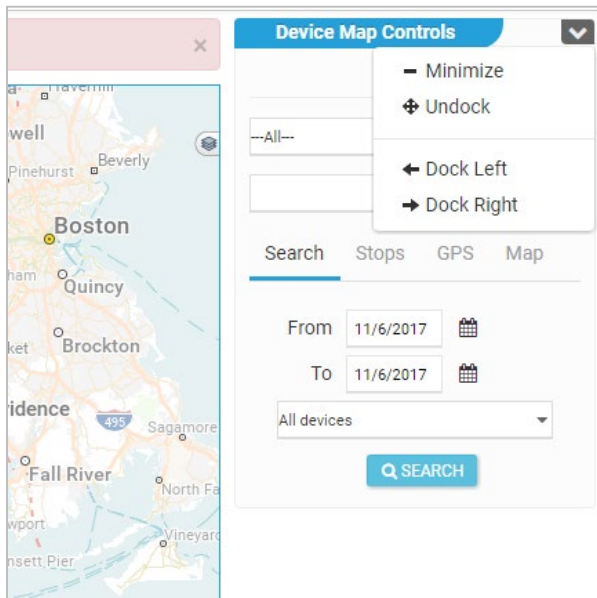 ×
Device Map Controls
Minimize
Undock
---All---
Dock Left
Dock Right
Search Stops GPS Map
From 11/6/2017
To 11/6/2017
All devices
SEARCH
Haverhill
well
Beverly
Pinehurst
Boston
ham
Quincy
ket
Brockton
idence
495
Sagamore
Fall River
North Fa
wport
Vineyard
nsett Pier